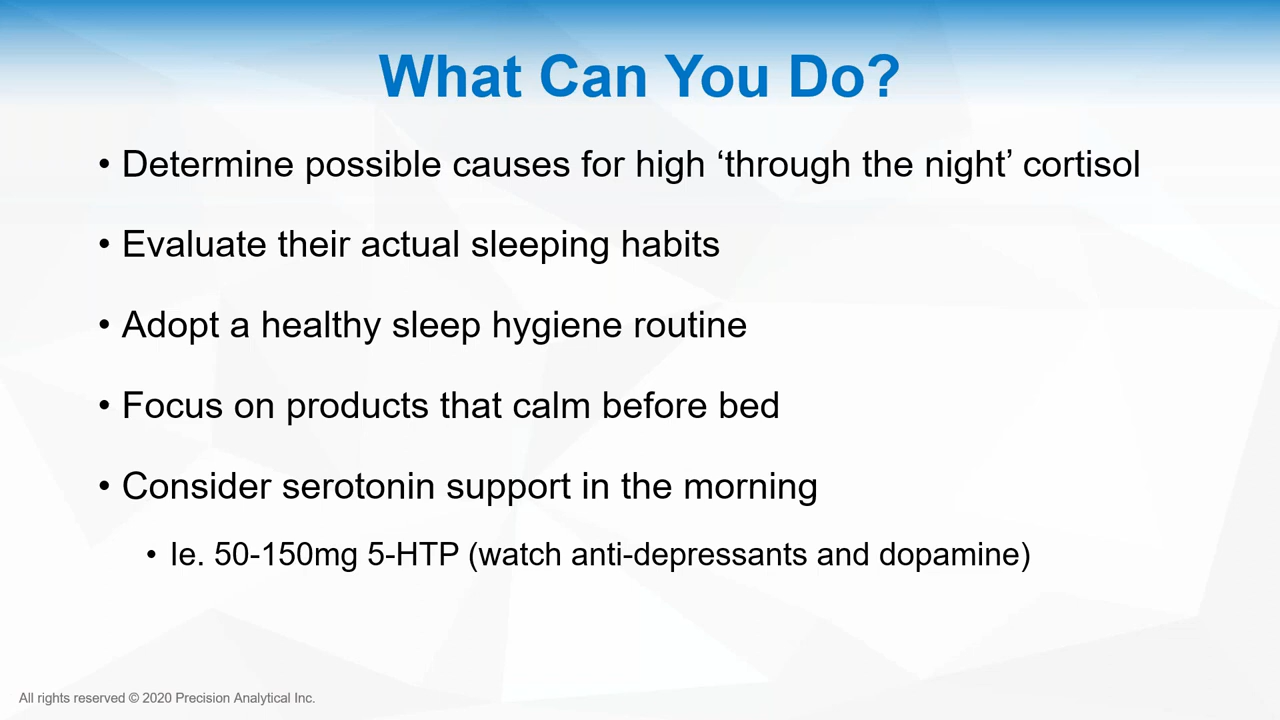 What Can You Do?
• Determine possible causes for high ‘through the night’ cortisol
• Evaluate their actual sleeping habits
• Adopt a healthy sleep hygiene routine
• Focus on products that calm before bed
• Consider serotonin support in the morning
• Ie. 50-150mg 5-HTP (watch anti-depressants and dopamine)
All rights reserved © 2020 Precision Analytical Inc.